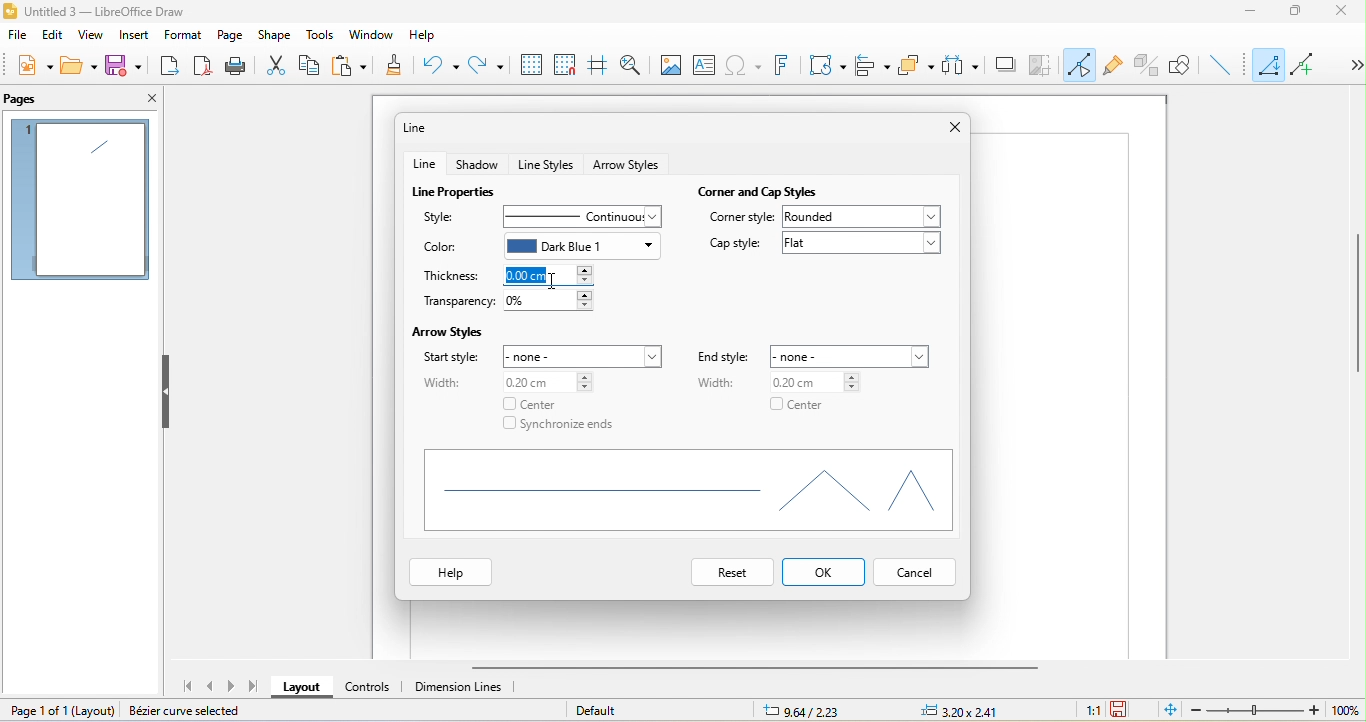 Untitled 3 — LibreOffice Draw
File Edit View Insert Format Page Shape Tools Window Help
Pages
1
Line
Line Shadow Line Styles Arrow Styles
Line Properties Corner and Cap Styles
Style: Continuou Corner style: Rounded
Color: Dark Blue 1 Cap style: Flat
Thickness: 0.00 cm
Transparency: 0%
Arrow Styles
Start style: - none - End style: - none -
Width: 0.20 cm Width: 0.20 cm
Center Center
Synchronize ends
Help Reset OK Cancel
Layout Controls Dimension Lines
Page 1 of 1 (Layout) Bézier curve selected Default 9.64 / 2.23 3.20 x 2.41 1:1 100%